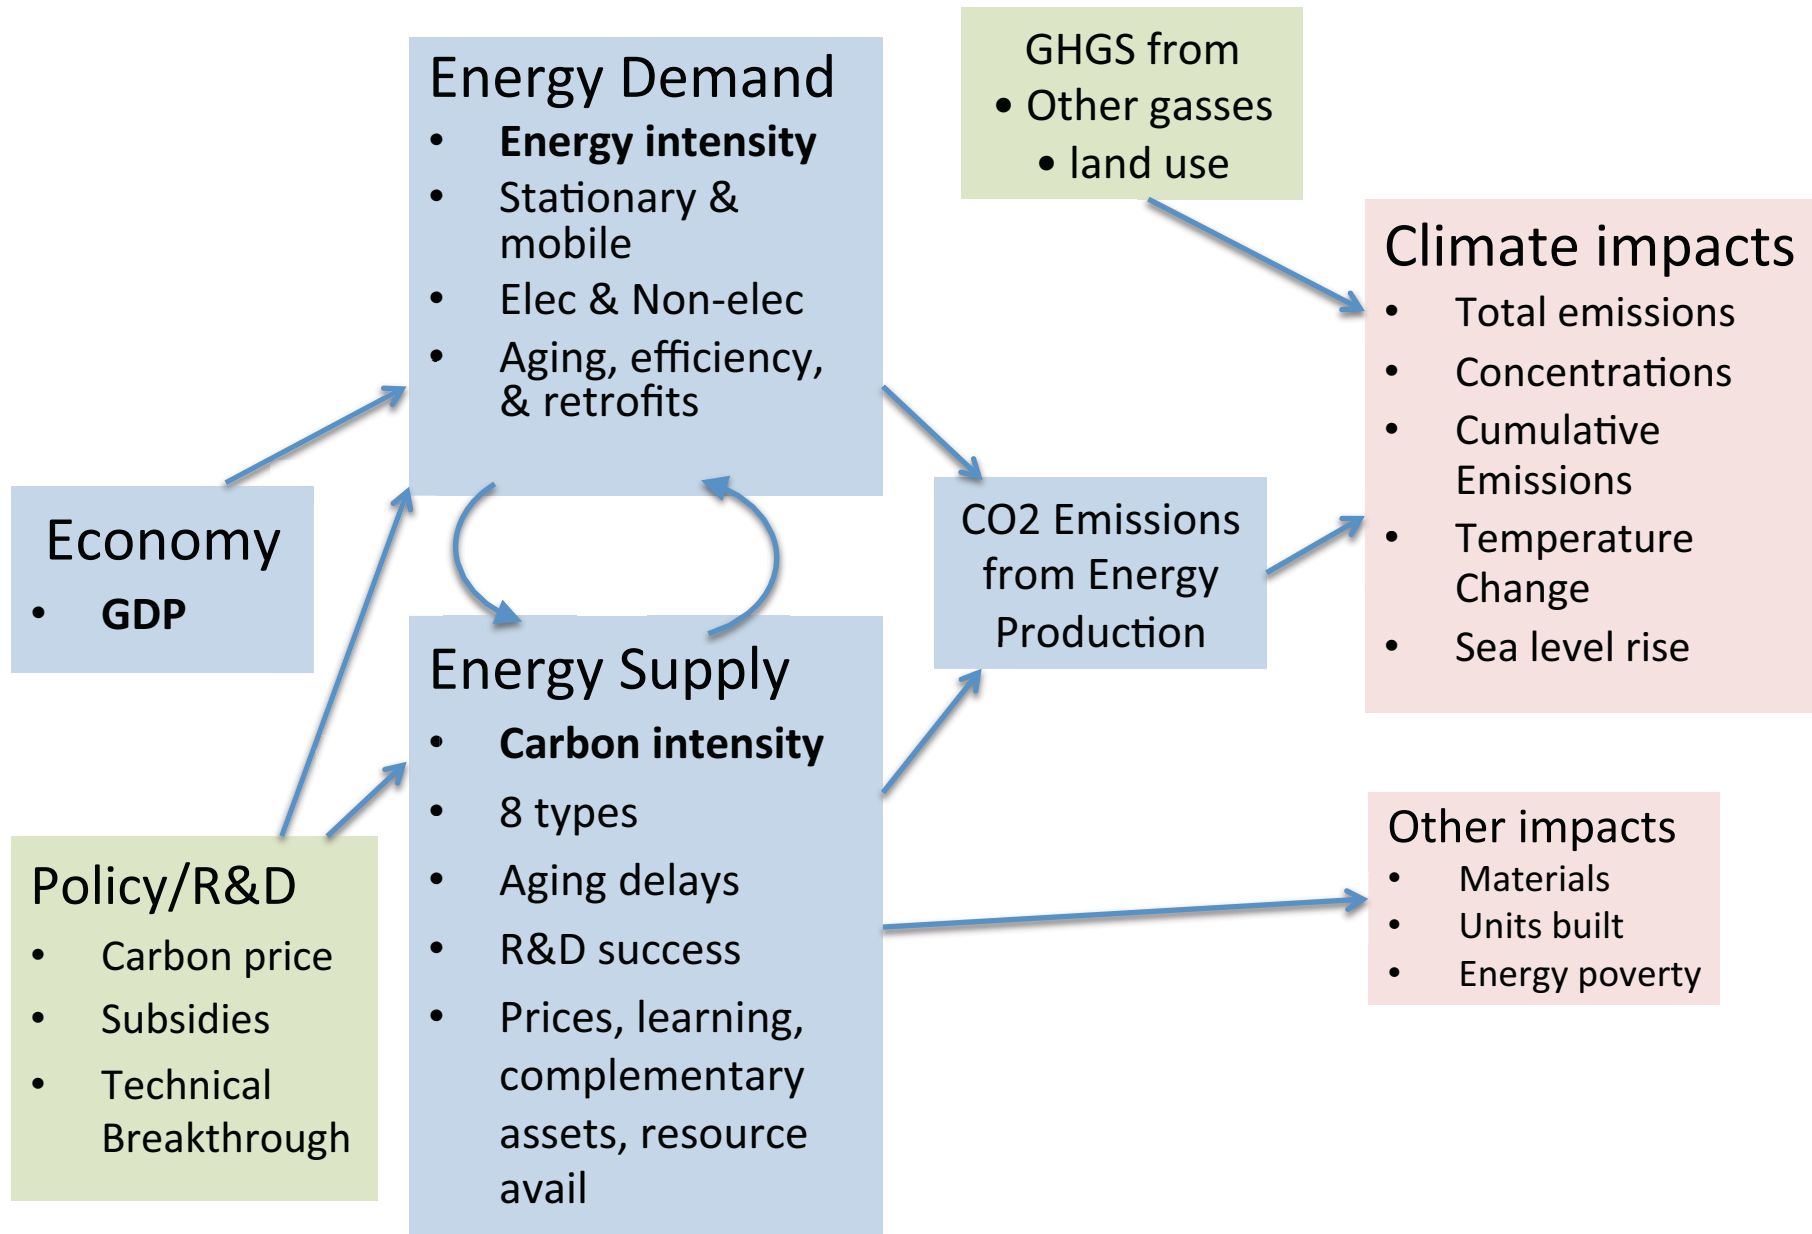 Energy Demand
• Energy intensity
• Stationary &
mobile
• Elec & Non-elec
• Aging, efficiency,
& retrofits
GHGS from
• Other gasses
• land use
Climate impacts
• Total emissions
• Concentrations
• Cumulative
Emissions
• Temperature
Change
• Sea level rise
Economy
• GDP
CO2 Emissions
from Energy
Production
Energy Supply
• Carbon intensity
• 8 types
• Aging delays
• R&D success
• Prices, learning,
complementary
assets, resource
avail
Policy/R&D
• Carbon price
• Subsidies
• Technical
Breakthrough
Other impacts
• Materials
• Units built
• Energy poverty